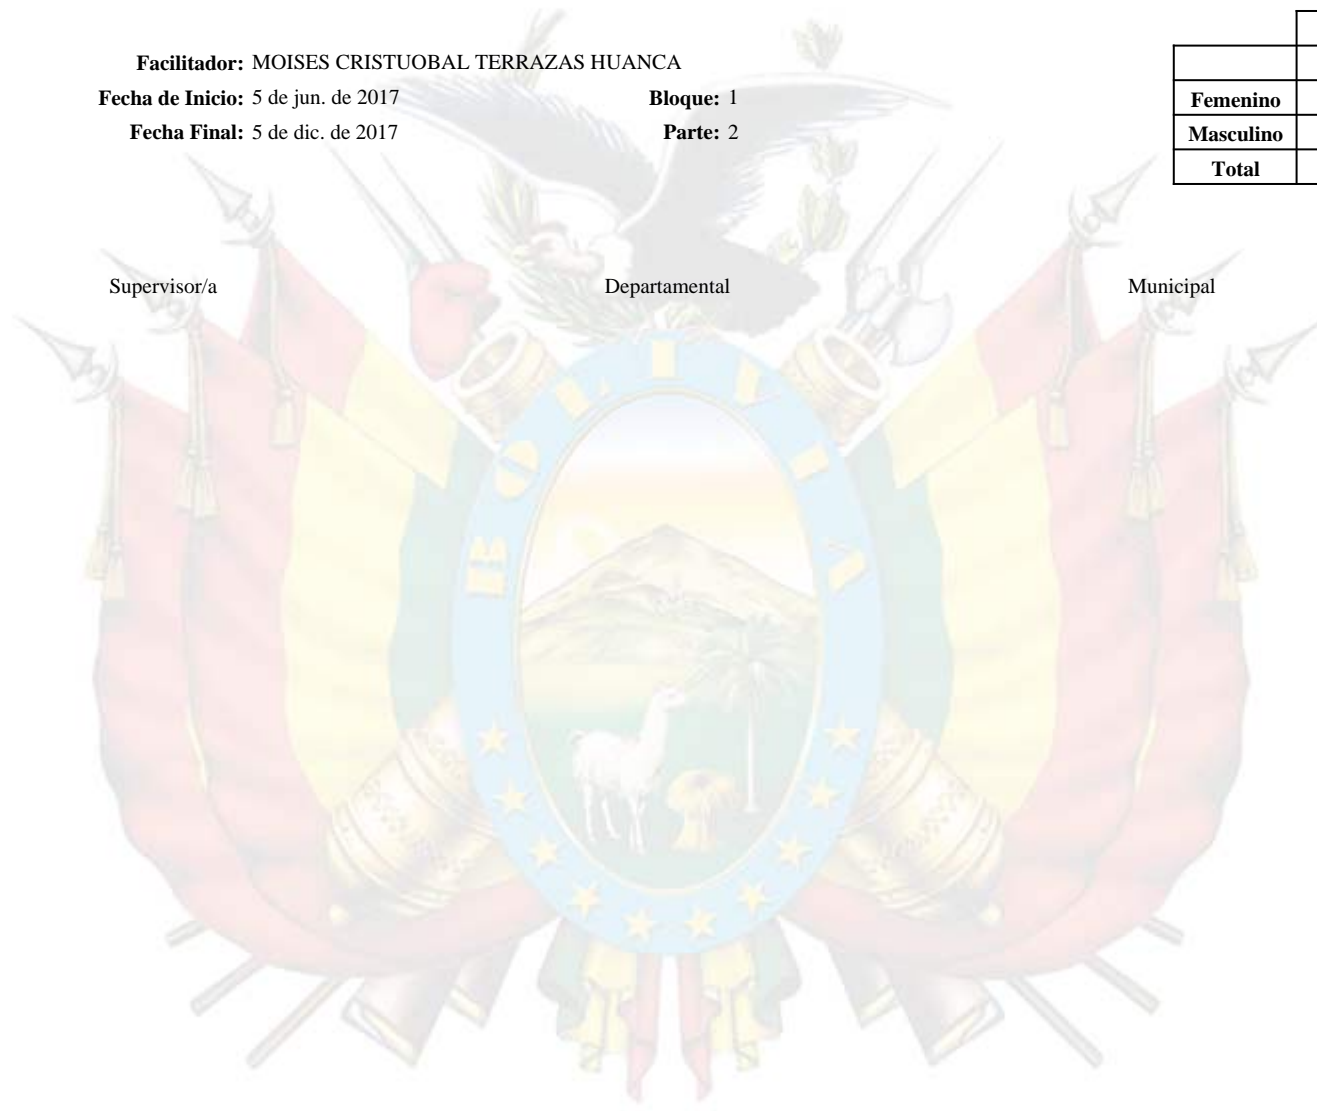 Facilitador: MOISES CRISTUOBAL TERRAZAS HUANCA
Fecha de Inicio: 5 de jun. de 2017 Bloque: 1
Fecha Final: 5 de dic. de 2017 Parte: 2
Femenino
Masculino
Total
Supervisor/a Departamental Municipal
BOLIVIA